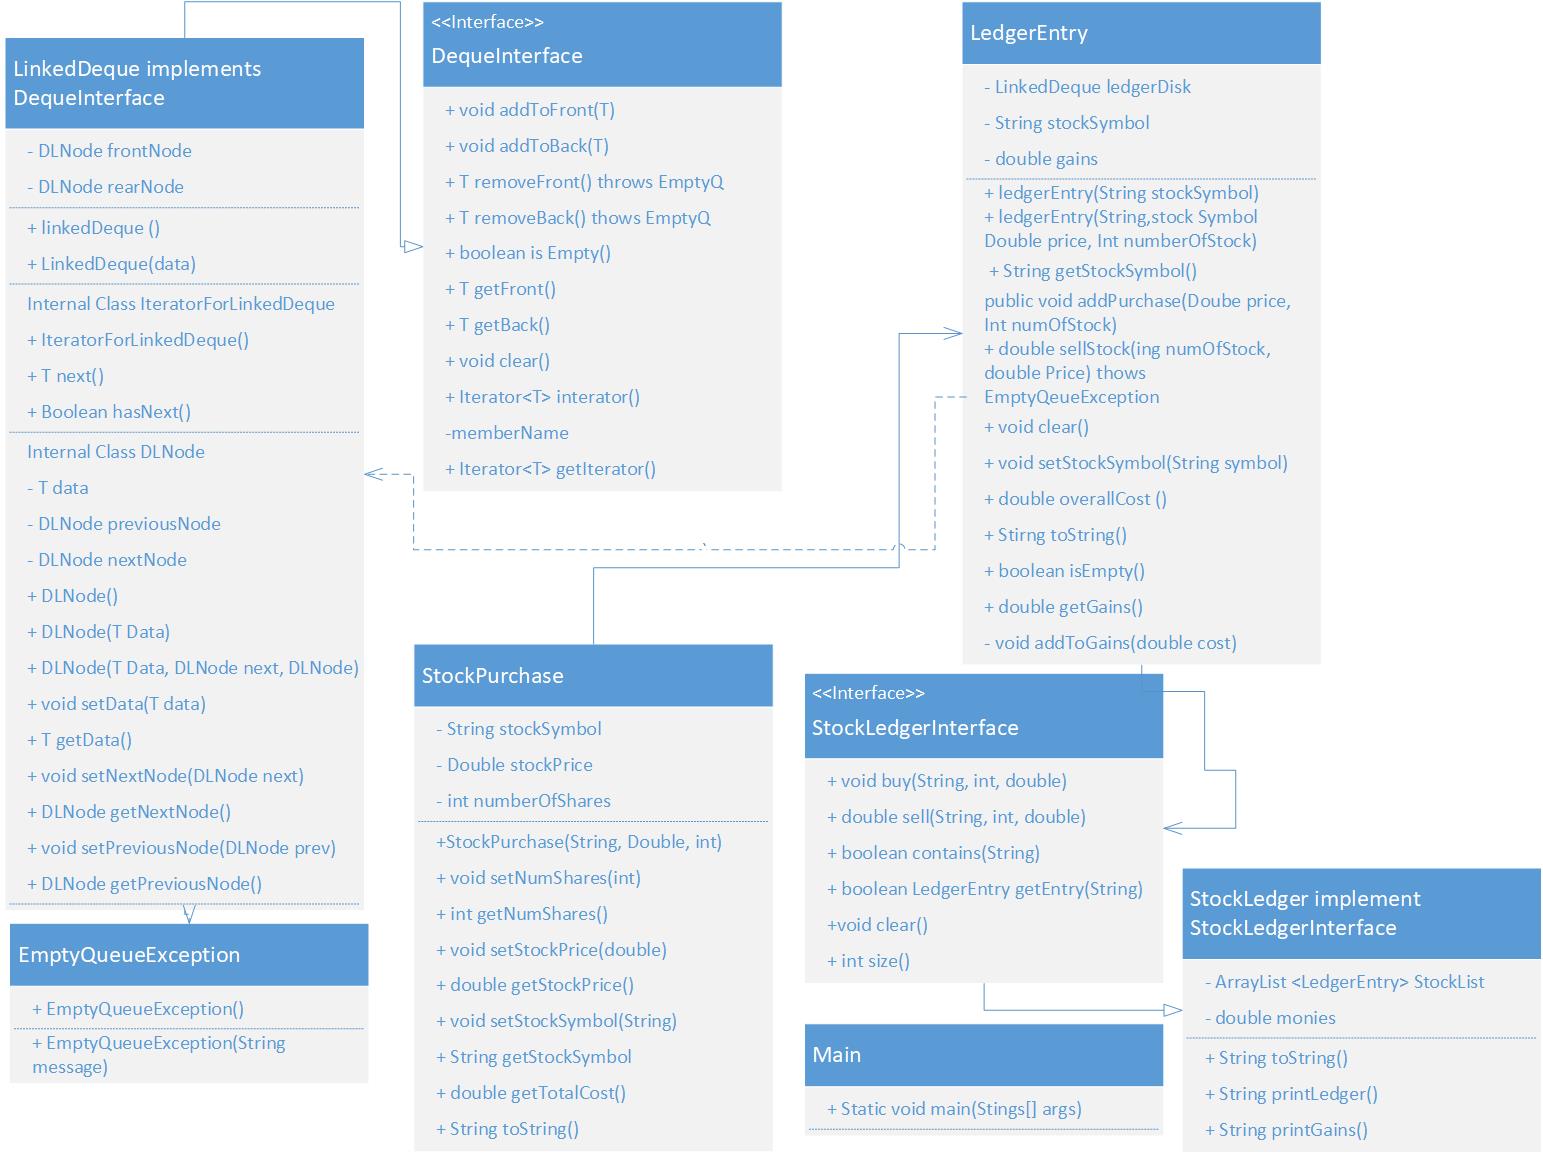 LinkedDeque implements
DequeInterface
- DLNode frontNode
- DLNode rearNode
+ linkedDeque ()
+ LinkedDeque(data)
Internal Class IteratorForLinkedDeque
+ IteratorForLinkedDeque()
+ T next()
+ Boolean hasNext()
Internal Class DLNode
- T data
- DLNode previousNode
- DLNode nextNode
+ DLNode()
+ DLNode(T Data)
+ DLNode(T Data, DLNode next, DLNode)
+ void setData(T data)
+ T getData()
+ void setNextNode(DLNode next)
+ DLNode getNextNode()
+ void setPreviousNode(DLNode prev)
+ DLNode getPreviousNode()
EmptyQueueException
+ EmptyQueueException()
+ EmptyQueueException(String
message)
<<Interface>>
DequeInterface
+ void addToFront(T)
+ void addToBack(T)
+ T removeFront() throws EmptyQ
+ T removeBack() thows EmptyQ
+ boolean is Empty()
+ T getFront()
+ T getBack()
+ void clear()
+ Iterator<T> interator()
-memberName
+ Iterator<T> getIterator()
StockPurchase
- String stockSymbol
- Double stockPrice
- int numberOfShares
+StockPurchase(String, Double, int)
+ void setNumShares(int)
+ int getNumShares()
+ void setStockPrice(double)
+ double getStockPrice()
+ void setStockSymbol(String)
+ String getStockSymbol
+ double getTotalCost()
+ String toString()
LedgerEntry
- LinkedDeque ledgerDisk
- String stockSymbol
- double gains
+ ledgerEntry(String stockSymbol)
+ ledgerEntry(String,stock Symbol
Double price, Int numberOfStock)
+ String getStockSymbol()
public void addPurchase(Doube price,
Int numOfStock)
+ double sellStock(ing numOfStock,
double Price) thows
EmptyQeueException
+ void clear()
+ void setStockSymbol(String symbol)
+ double overallCost ()
+ Stirng toString()
+ boolean isEmpty()
+ double getGains()
- void addToGains(double cost)
<<Interface>>
StockLedgerInterface
+ void buy(String, int, double)
+ double sell(String, int, double)
+ boolean contains(String)
+ boolean LedgerEntry getEntry(String)
+void clear()
+ int size()
Main
+ Static void main(Stings[] args)
StockLedger implement
StockLedgerInterface
- ArrayList <LedgerEntry> StockList
- double monies
+ String toString()
+ String printLedger()
+ String printGains()